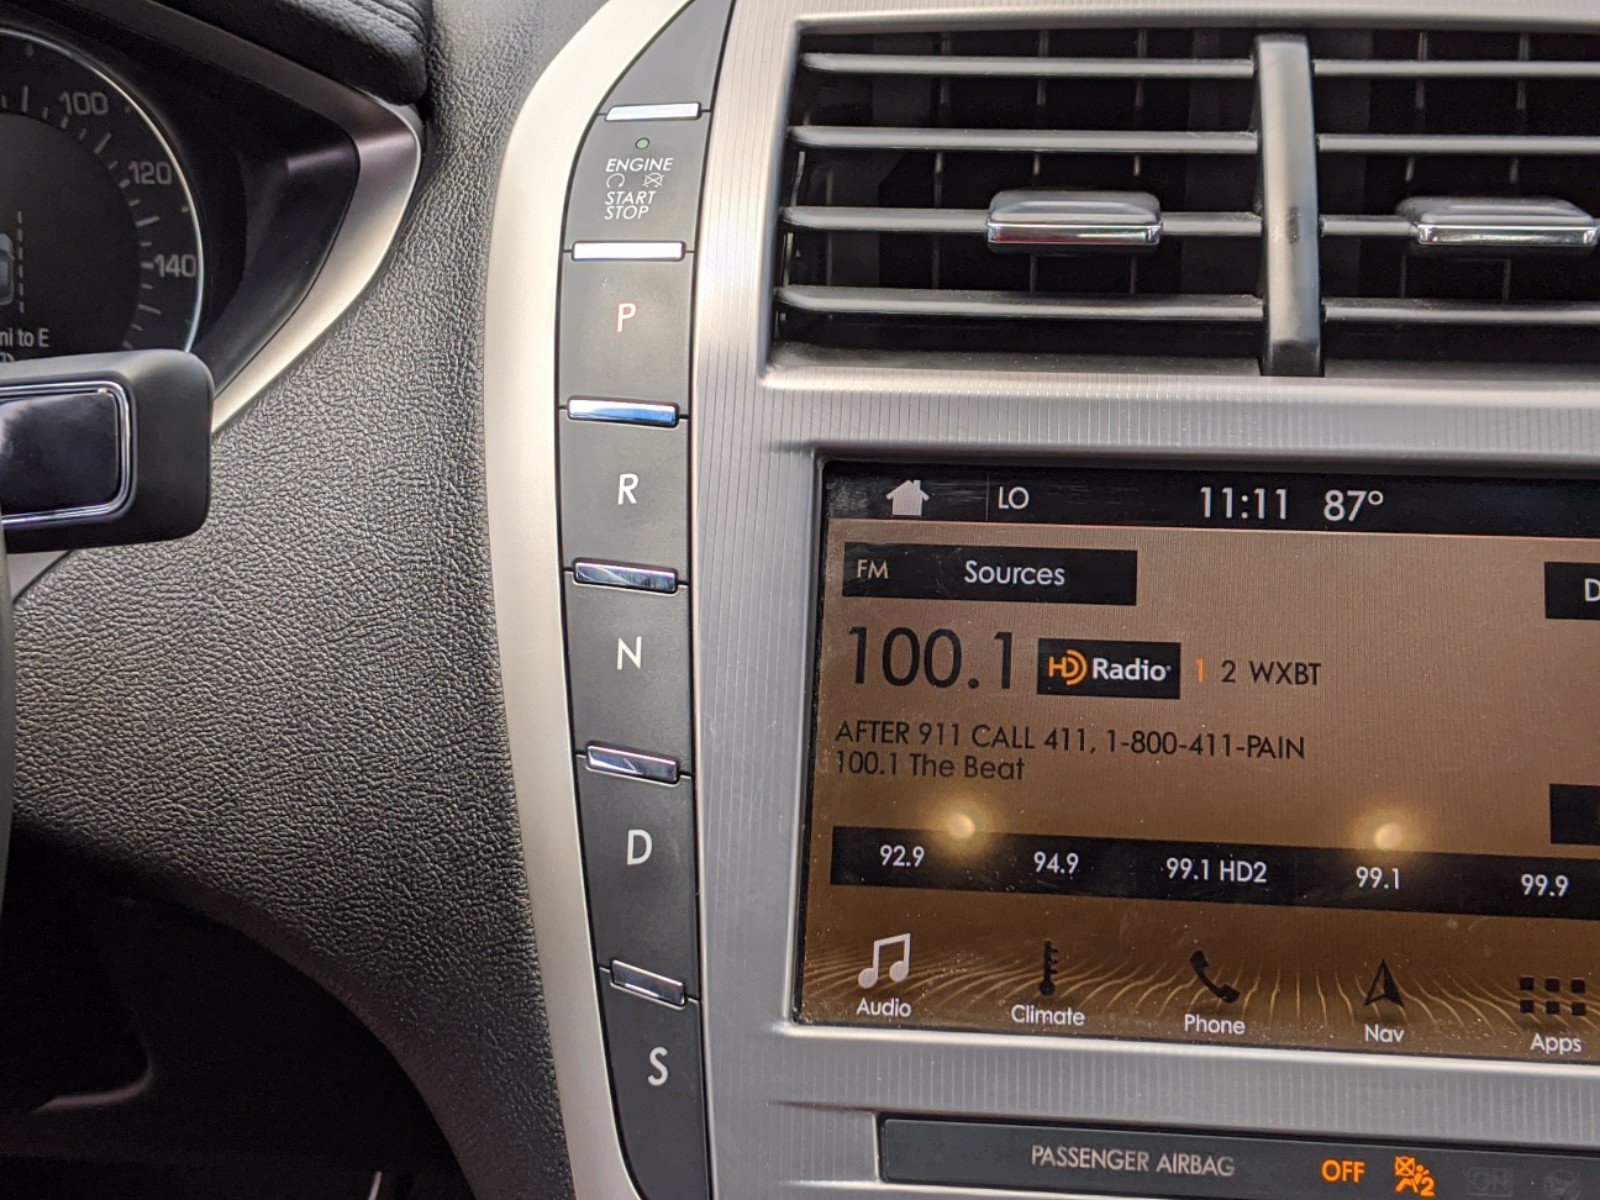 100
120
140
mi to E
ENGINE
START
STOP
P
R
N
D
S
LO 11:11 87°
FM Sources
D
100.1 HD Radio 1 2 WXBT
AFTER 911 CALL 411, 1-800-411-PAIN
100.1 The Beat
92.9 94.9 99.1 HD2 99.1 99.9
Audio Climate Phone Nav Apps
PASSENGER AIRBAG OFF 2 ON